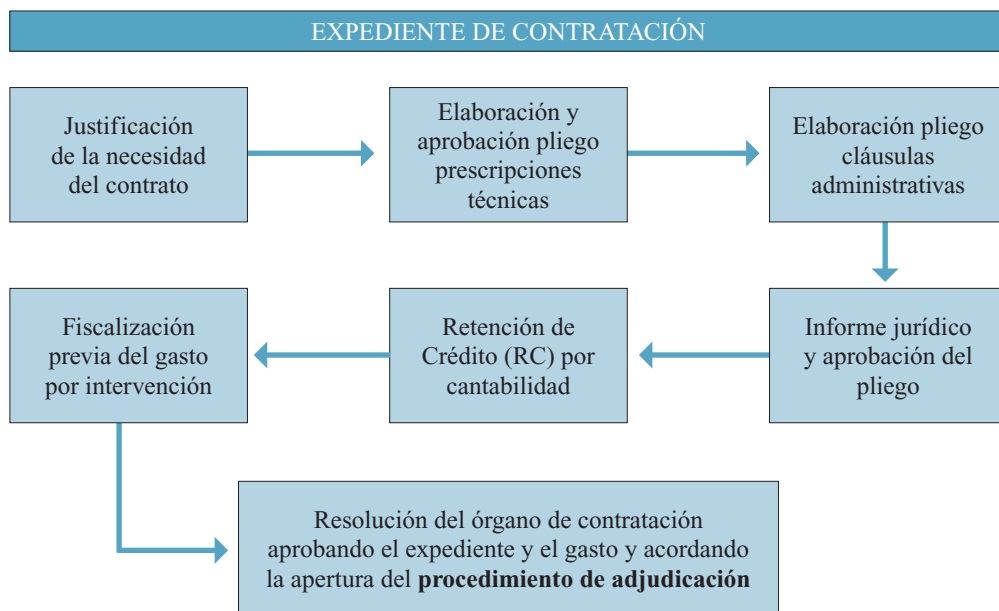 EXPEDIENTE DE CONTRATACIÓN
Justificación
de la necesidad
del contrato
Elaboración y
aprobación pliego
prescripciones
técnicas
Elaboración pliego
cláusulas
administrativas
Informe jurídico
y aprobación del
pliego
Retención de
Crédito (RC) por
cantabilidad
Fiscalización
previa del gasto
por intervención
Resolución del órgano de contratación
aprobando el expediente y el gasto y acordando
la apertura del procedimiento de adjudicación